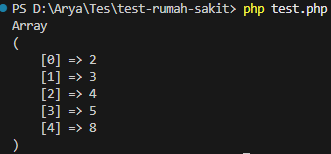 PS D:\Arya\Tes\test-rumah-sakit> php test.php
Array
(
    [0] => 2
    [1] => 3
    [2] => 4
    [3] => 5
    [4] => 8
)